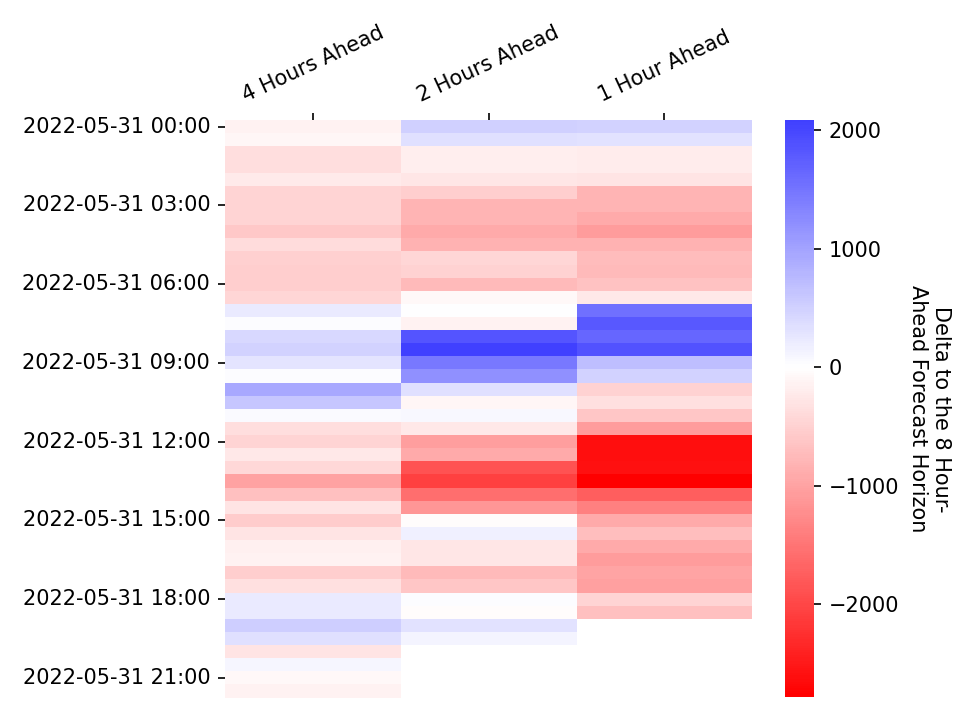 4 Hours Ahead
2 Hours Ahead
1 Hour Ahead
2022-05-31 00:00
2022-05-31 03:00
2022-05-31 06:00
2022-05-31 09:00
2022-05-31 12:00
2022-05-31 15:00
2022-05-31 18:00
2022-05-31 21:00
2000
1000
0
−1000
−2000
Delta to the 8 Hour-
Ahead Forecast Horizon